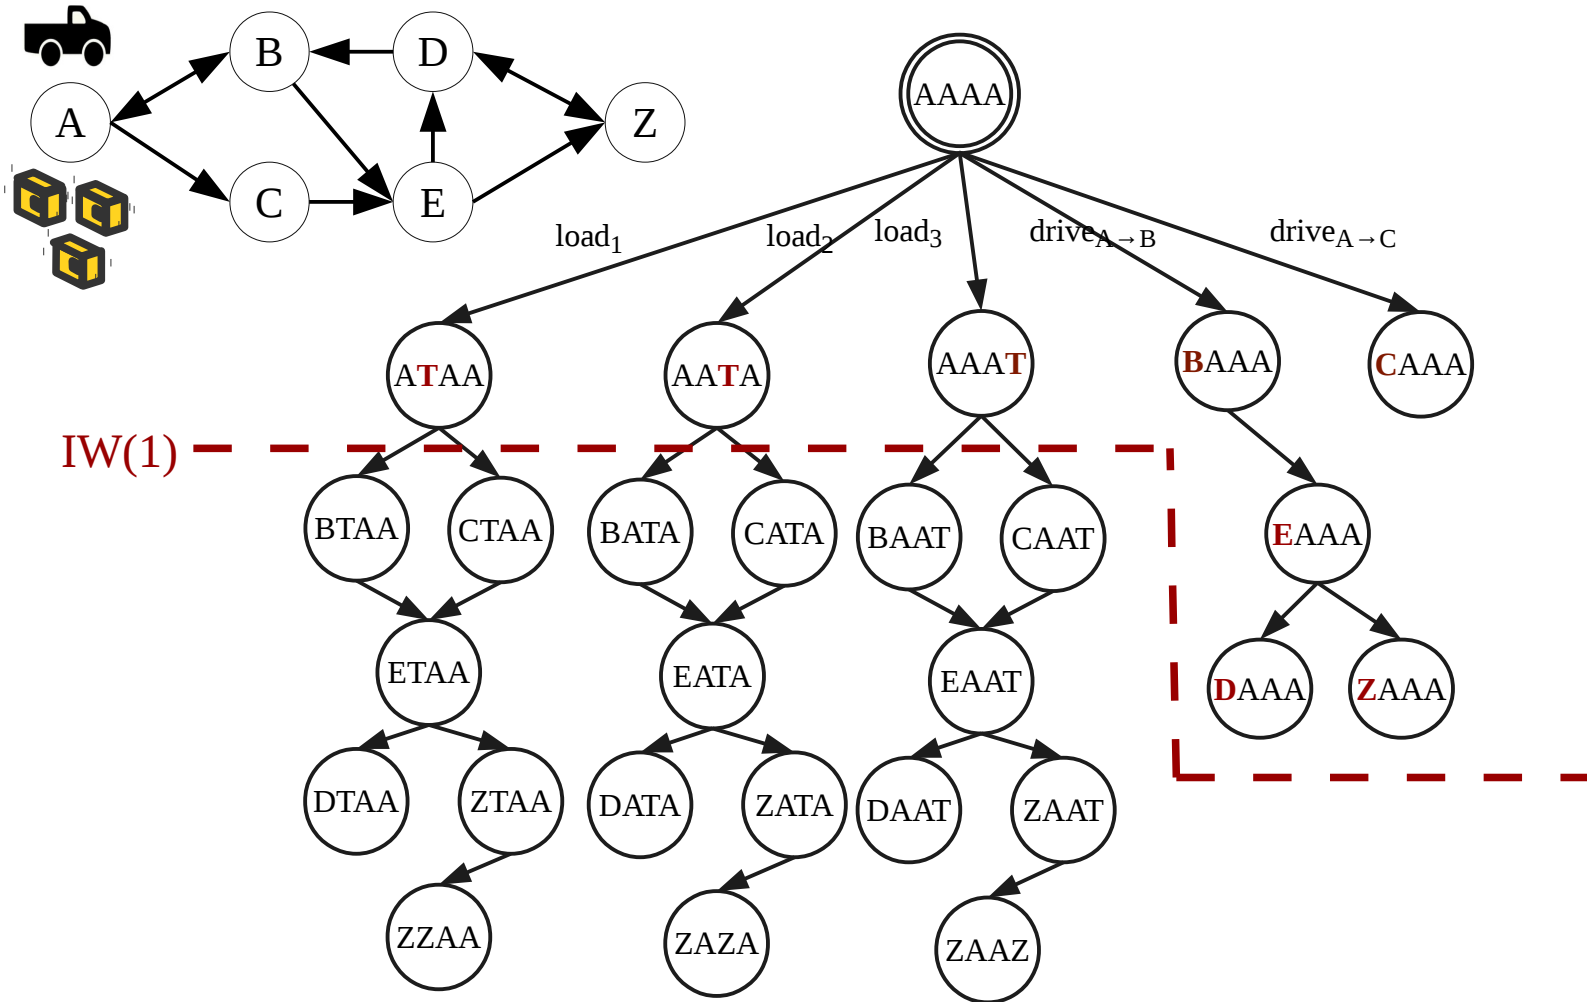 B
D
A
Z
C
E
AAAA
load1
load2
load3
driveA→B
driveA→C
ATAA
AATA
AAAT
BAAA
CAAA
IW(1)
BTAA
CTAA
BATA
CATA
BAAT
CAAT
EAAA
ETAA
EATA
EAAT
DAAA
ZAAA
DTAA
ZTAA
DATA
ZATA
DAAT
ZAAT
ZZAA
ZAZA
ZAAZ